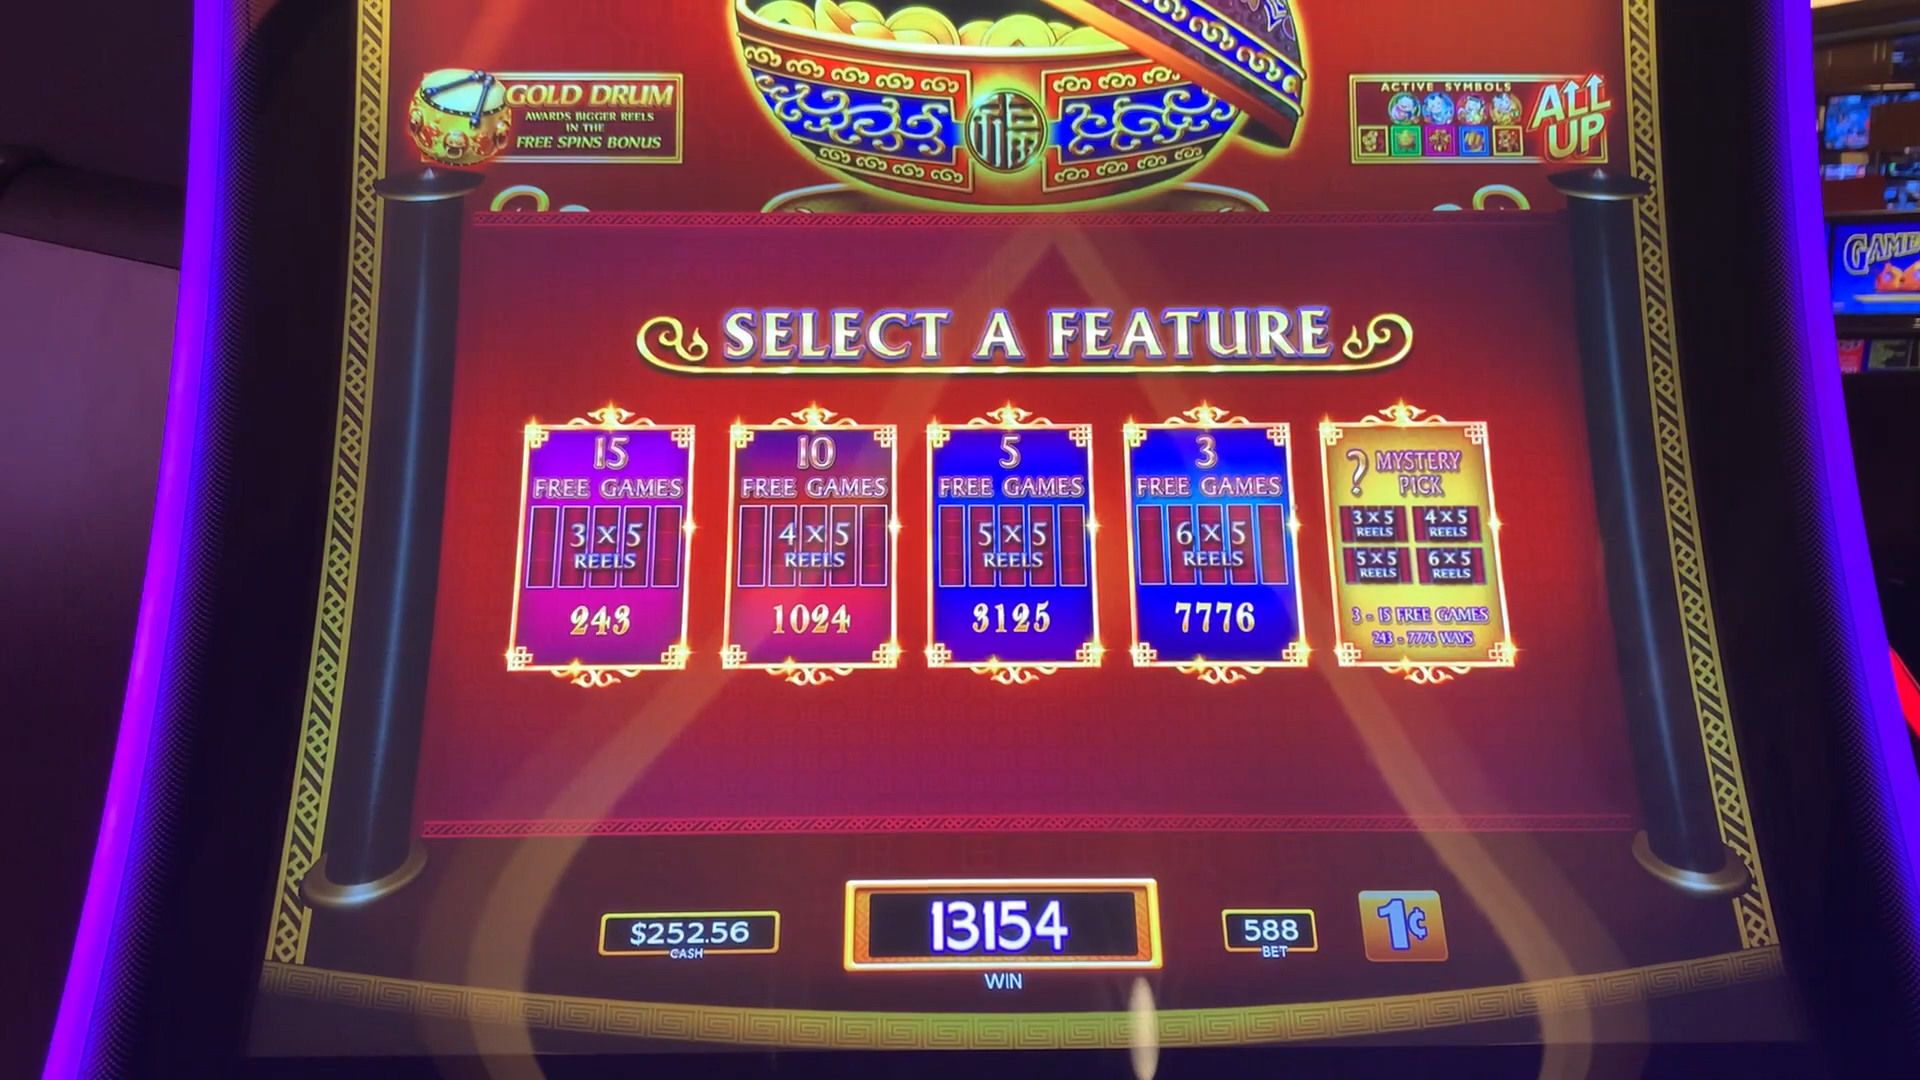 GOLD DRUM
AWARDS BIGGER REELS
IN THE
FREE SPINS BONUS
福
ACTIVE SYMBOLS
ALL UP
GAME
SELECT A FEATURE
15
FREE GAMES
3 X 5
REELS
243
10
FREE GAMES
4 X 5
REELS
1024
5
FREE GAMES
5 X 5
REELS
3125
3
FREE GAMES
6 X 5
REELS
7776
? MYSTERY
PICK
3 X 5 REELS
4 X 5 REELS
5 X 5 REELS
6 X 5 REELS
3 - 15 FREE GAMES
243 - 7776 WAYS
$252.56
CASH
13154
WIN
588
BET
1¢